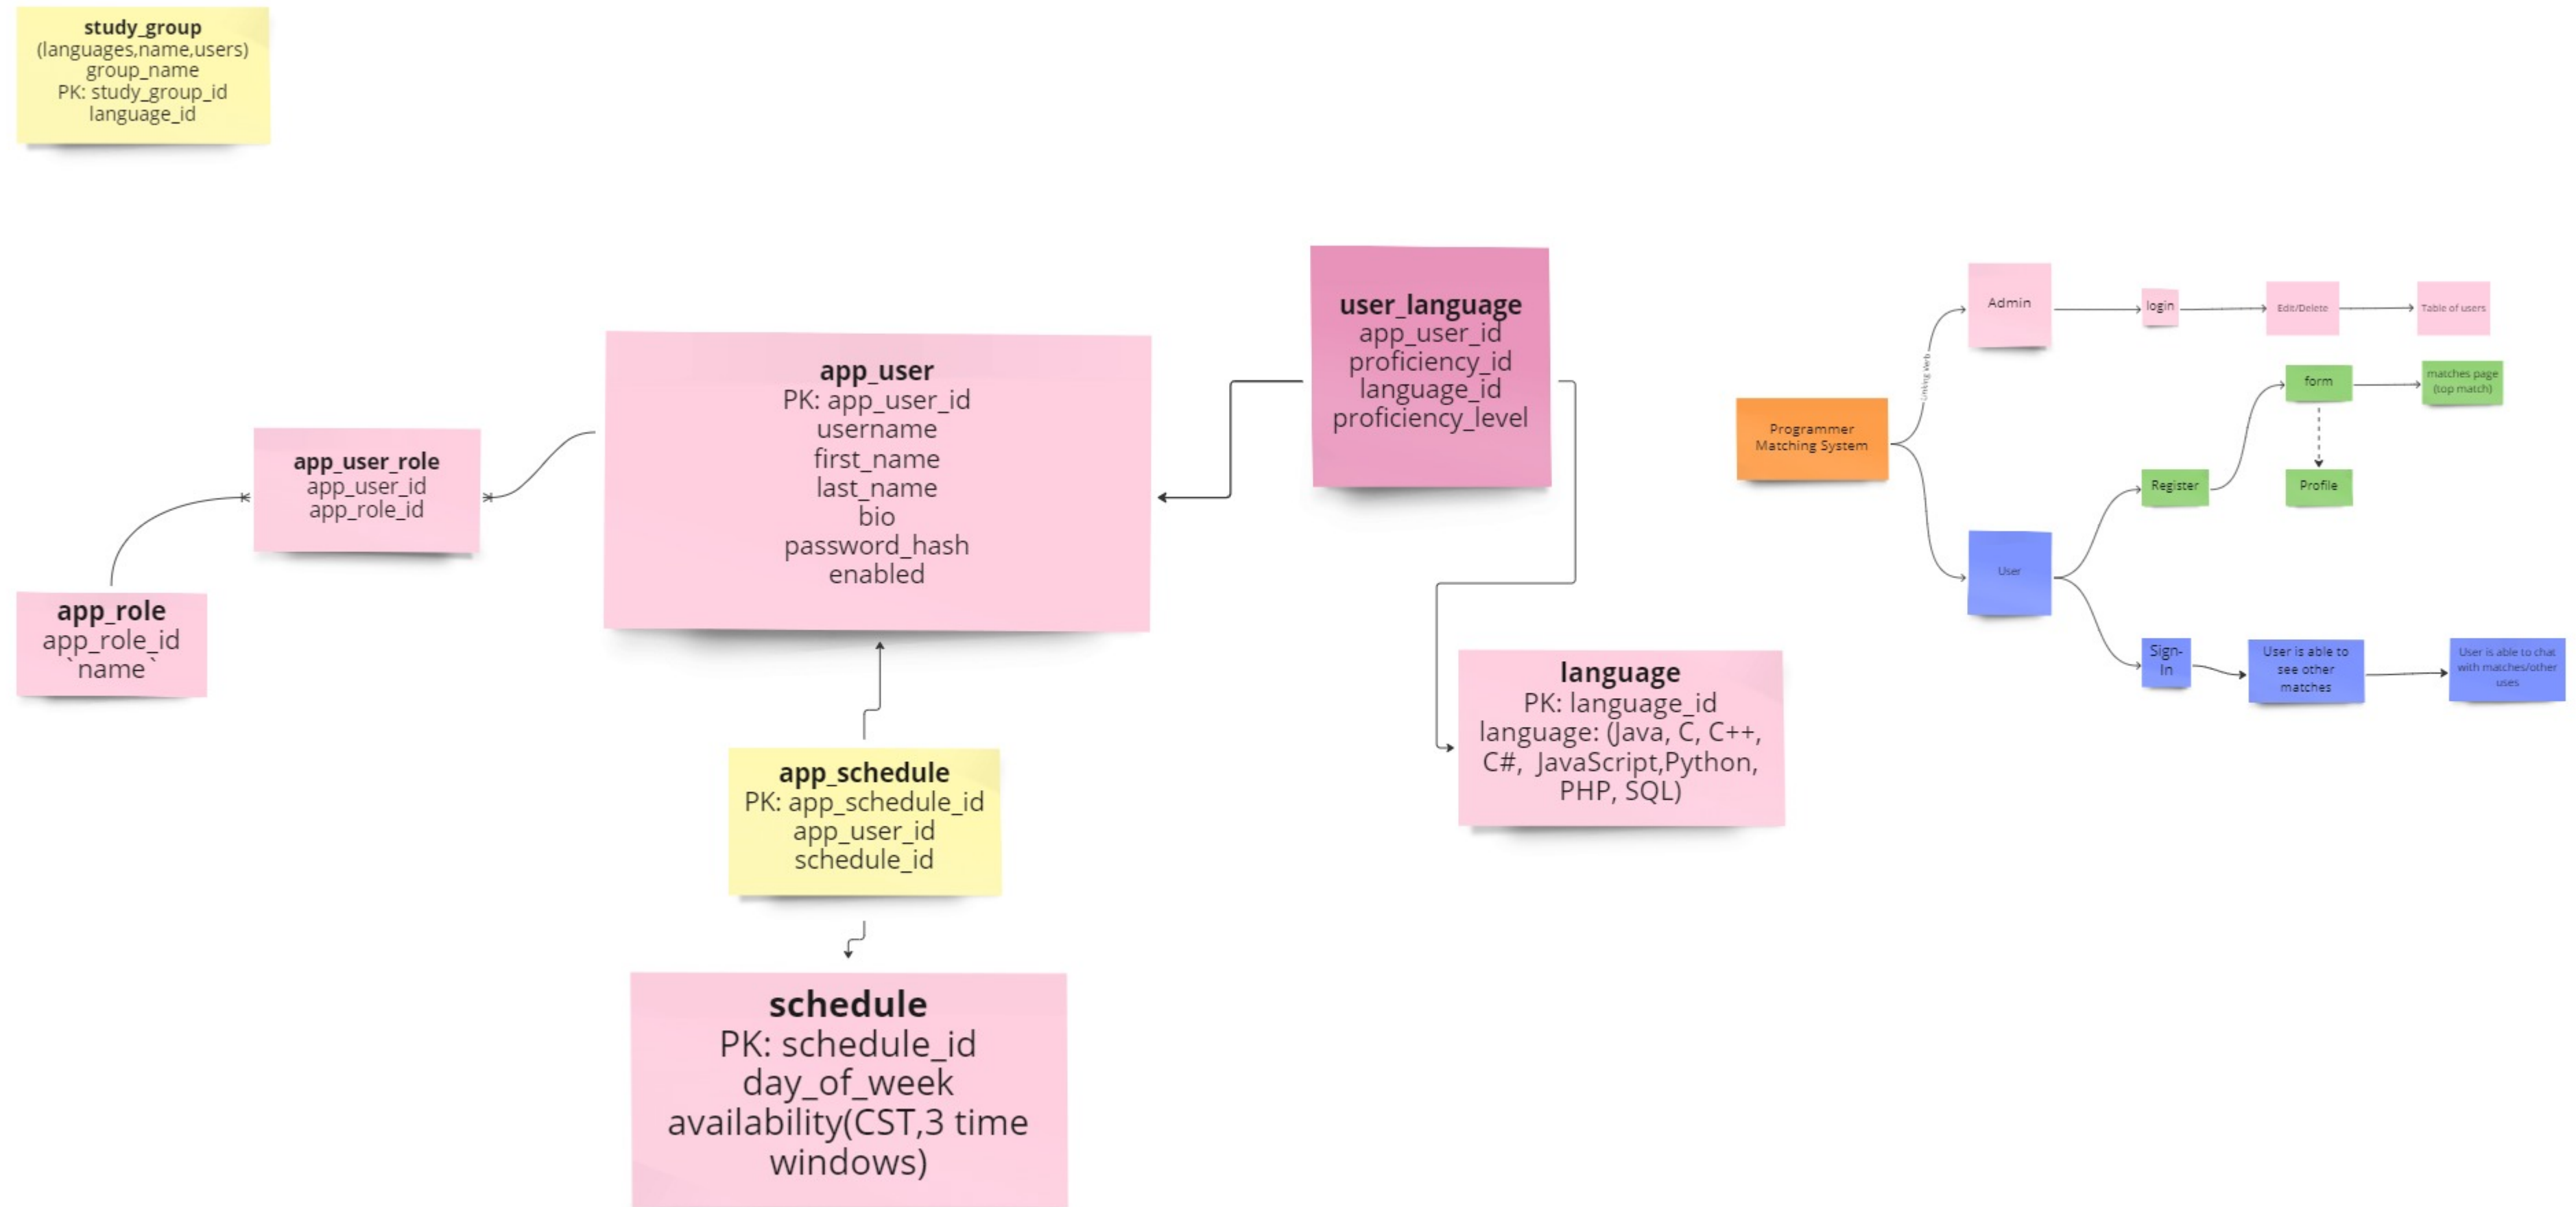 study_group
(languages,name,users)
group_name
PK: study_group_id
language_id
app_user_role
app_user_id
app_role_id
app_role
app_role_id
`name`
app_user
PK: app_user_id
username
first_name
last_name
bio
password_hash
enabled
app_schedule
PK: app_schedule_id
app_user_id
schedule_id
schedule
PK: schedule_id
day_of_week
availability(CST,3 time
windows)
user_language
app_user_id
proficiency_id
language_id
proficiency_level
language
PK: language_id
language: (Java, C, C++,
C#, JavaScript,Python,
PHP, SQL)
Programmer
Matching System
Linking Verb
Admin
login
Edit/Delete
Table of users
User
Register
form
matches page
(top match)
Profile
Sign-
In
User is able to
see other
matches
User is able to chat
with matches/other
uses